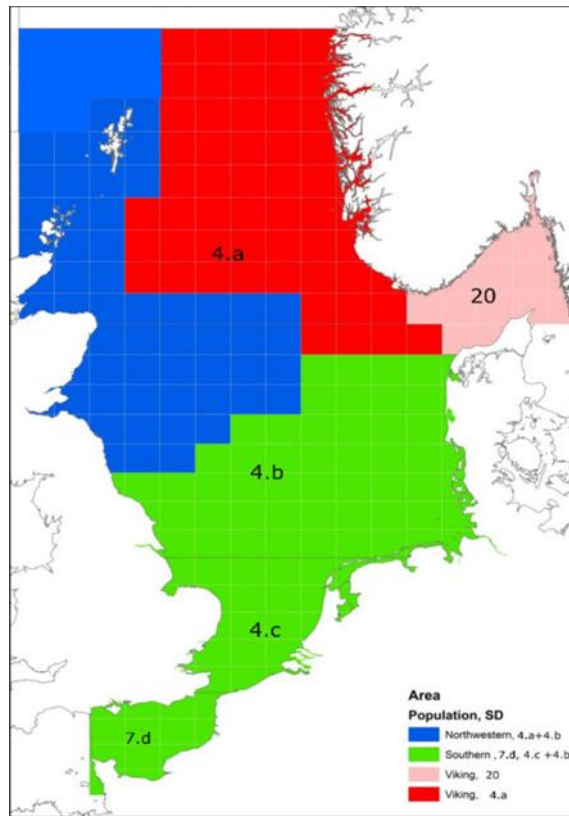 4.a
20
4.b
4.c
7.d
Area
Population, SD
Northwestern, 4.a+4.b
Southern , 7.d, 4.c +4.b
Viking, 20
Viking, 4.a